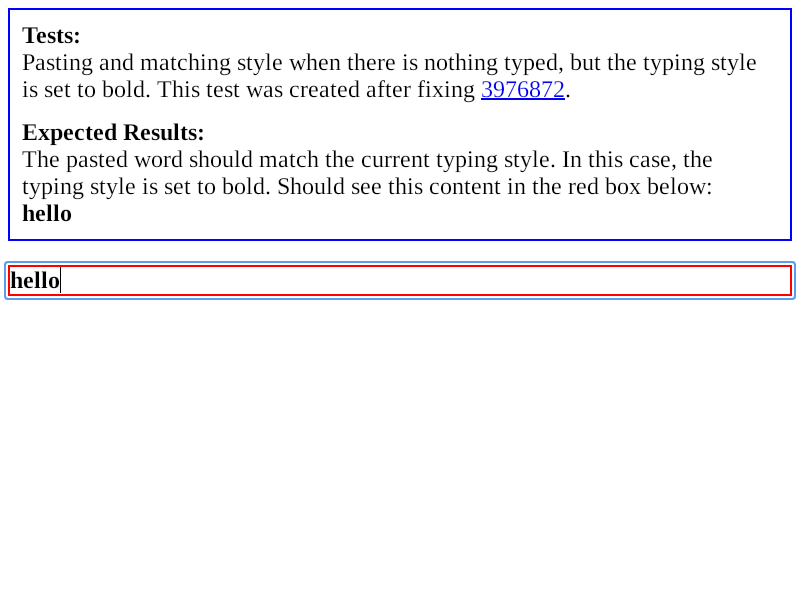 Tests:
Pasting and matching style when there is nothing typed, but the typing style
is set to bold. This test was created after fixing 3976872.
Expected Results:
The pasted word should match the current typing style. In this case, the
typing style is set to bold. Should see this content in the red box below:
hello
hello